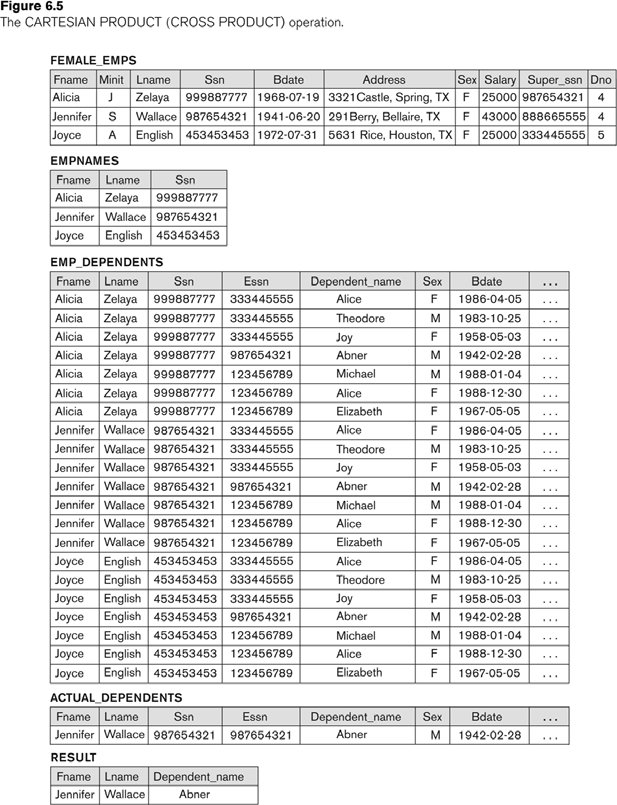 Figure 6.5
The CARTESIAN PRODUCT (CROSS PRODUCT) operation.
FEMALE_EMPS
Fname Minit Lname Ssn Bdate Address Sex Salary Super_ssn Dno
Alicia J Zelaya 999887777 1968-07-19 3321Castle, Spring, TX F 25000 987654321 4
Jennifer S Wallace 987654321 1941-06-20 291Berry, Bellaire, TX F 43000 888665555 4
Joyce A English 453453453 1972-07-31 5631 Rice, Houston, TX F 25000 333445555 5
EMPNAMES
Fname Lname Ssn
Alicia Zelaya 999887777
Jennifer Wallace 987654321
Joyce English 453453453
EMP_DEPENDENTS
Fname Lname Ssn Essn Dependent_name Sex Bdate ...
Alicia Zelaya 999887777 333445555 Alice F 1986-04-05 ...
Alicia Zelaya 999887777 333445555 Theodore M 1983-10-25 ...
Alicia Zelaya 999887777 333445555 Joy F 1958-05-03 ...
Alicia Zelaya 999887777 987654321 Abner M 1942-02-28 ...
Alicia Zelaya 999887777 123456789 Michael M 1988-01-04 ...
Alicia Zelaya 999887777 123456789 Alice F 1988-12-30 ...
Alicia Zelaya 999887777 123456789 Elizabeth F 1967-05-05 ...
Jennifer Wallace 987654321 333445555 Alice F 1986-04-05 ...
Jennifer Wallace 987654321 333445555 Theodore M 1983-10-25 ...
Jennifer Wallace 987654321 333445555 Joy F 1958-05-03 ...
Jennifer Wallace 987654321 987654321 Abner M 1942-02-28 ...
Jennifer Wallace 987654321 123456789 Michael M 1988-01-04 ...
Jennifer Wallace 987654321 123456789 Alice F 1988-12-30 ...
Jennifer Wallace 987654321 123456789 Elizabeth F 1967-05-05 ...
Joyce English 453453453 333445555 Alice F 1986-04-05 ...
Joyce English 453453453 333445555 Theodore M 1983-10-25 ...
Joyce English 453453453 333445555 Joy F 1958-05-03 ...
Joyce English 453453453 987654321 Abner M 1942-02-28 ...
Joyce English 453453453 123456789 Michael M 1988-01-04 ...
Joyce English 453453453 123456789 Alice F 1988-12-30 ...
Joyce English 453453453 123456789 Elizabeth F 1967-05-05 ...
ACTUAL_DEPENDENTS
Fname Lname Ssn Essn Dependent_name Sex Bdate ...
Jennifer Wallace 987654321 987654321 Abner M 1942-02-28 ...
RESULT
Fname Lname Dependent_name
Jennifer Wallace Abner